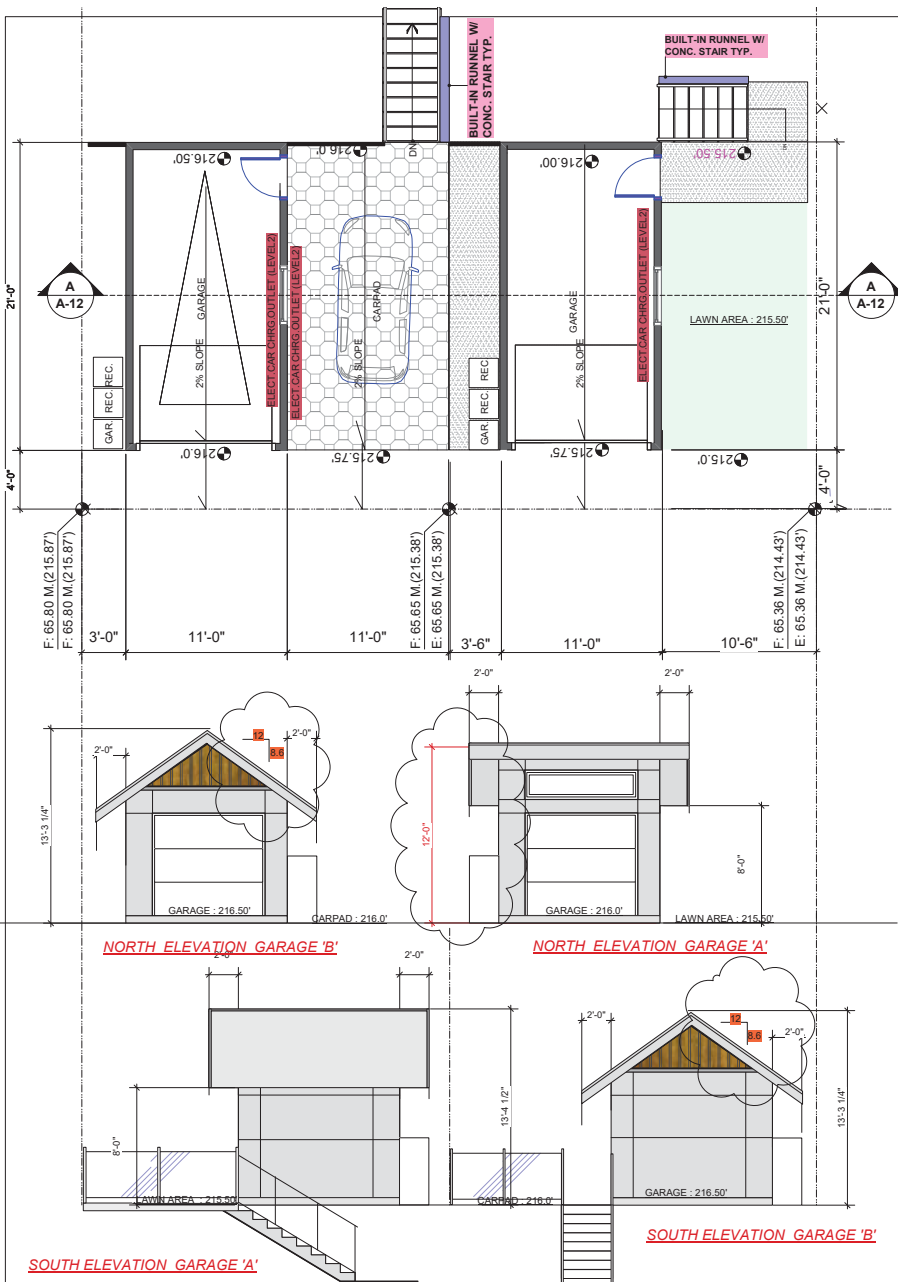 BUILT-IN RUNNEL W/
CONC. STAIR TYP.
BUILT-IN RUNNEL W/
CONC. STAIR TYP.
DN
216.50'
216.0'
216.00'
215.50'
A
A-12
A
A-12
21'-0"
21'-0"
GARAGE
2% SLOPE
ELECT.CAR CHRG.OUTLET (LEVEL2)
ELECT.CAR CHRG.OUTLET (LEVEL2)
CARPAD
2% SLOPE
GARAGE
2% SLOPE
ELECT.CAR CHRG.OUTLET (LEVEL2)
LAWN AREA : 215.50'
REC.
REC.
GAR.
REC.
REC.
GAR.
216.0'
215.75'
215.75'
215.0'
4'-0"
4'-0"
F: 65.80 M.(215.87')
F: 65.80 M.(215.87')
F: 65.65 M.(215.38')
E: 65.65 M.(215.38')
F: 65.36 M.(214.43')
E: 65.36 M.(214.43')
3'-0"
11'-0"
11'-0"
3'-6"
11'-0"
10'-6"
2'-0"
2'-0"
12
8.6
2'-0"
2'-0"
13'-3 1/4"
12'-0"
8'-0"
GARAGE : 216.50'
CARPAD : 216.0'
GARAGE : 216.0'
LAWN AREA : 215.50'
NORTH ELEVATION GARAGE 'B'
NORTH ELEVATION GARAGE 'A'
2'-0"
2'-0"
2'-0"
12
8.6
2'-0"
8'-0"
13'-4 1/2"
13'-3 1/4"
LAWN AREA : 215.50
CARPAD : 216.0'
GARAGE : 216.50'
SOUTH ELEVATION GARAGE 'A'
SOUTH ELEVATION GARAGE 'B'